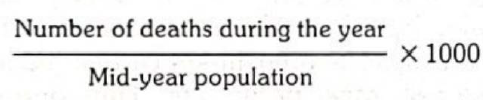 Number of deaths during the year
× 1000
Mid-year population